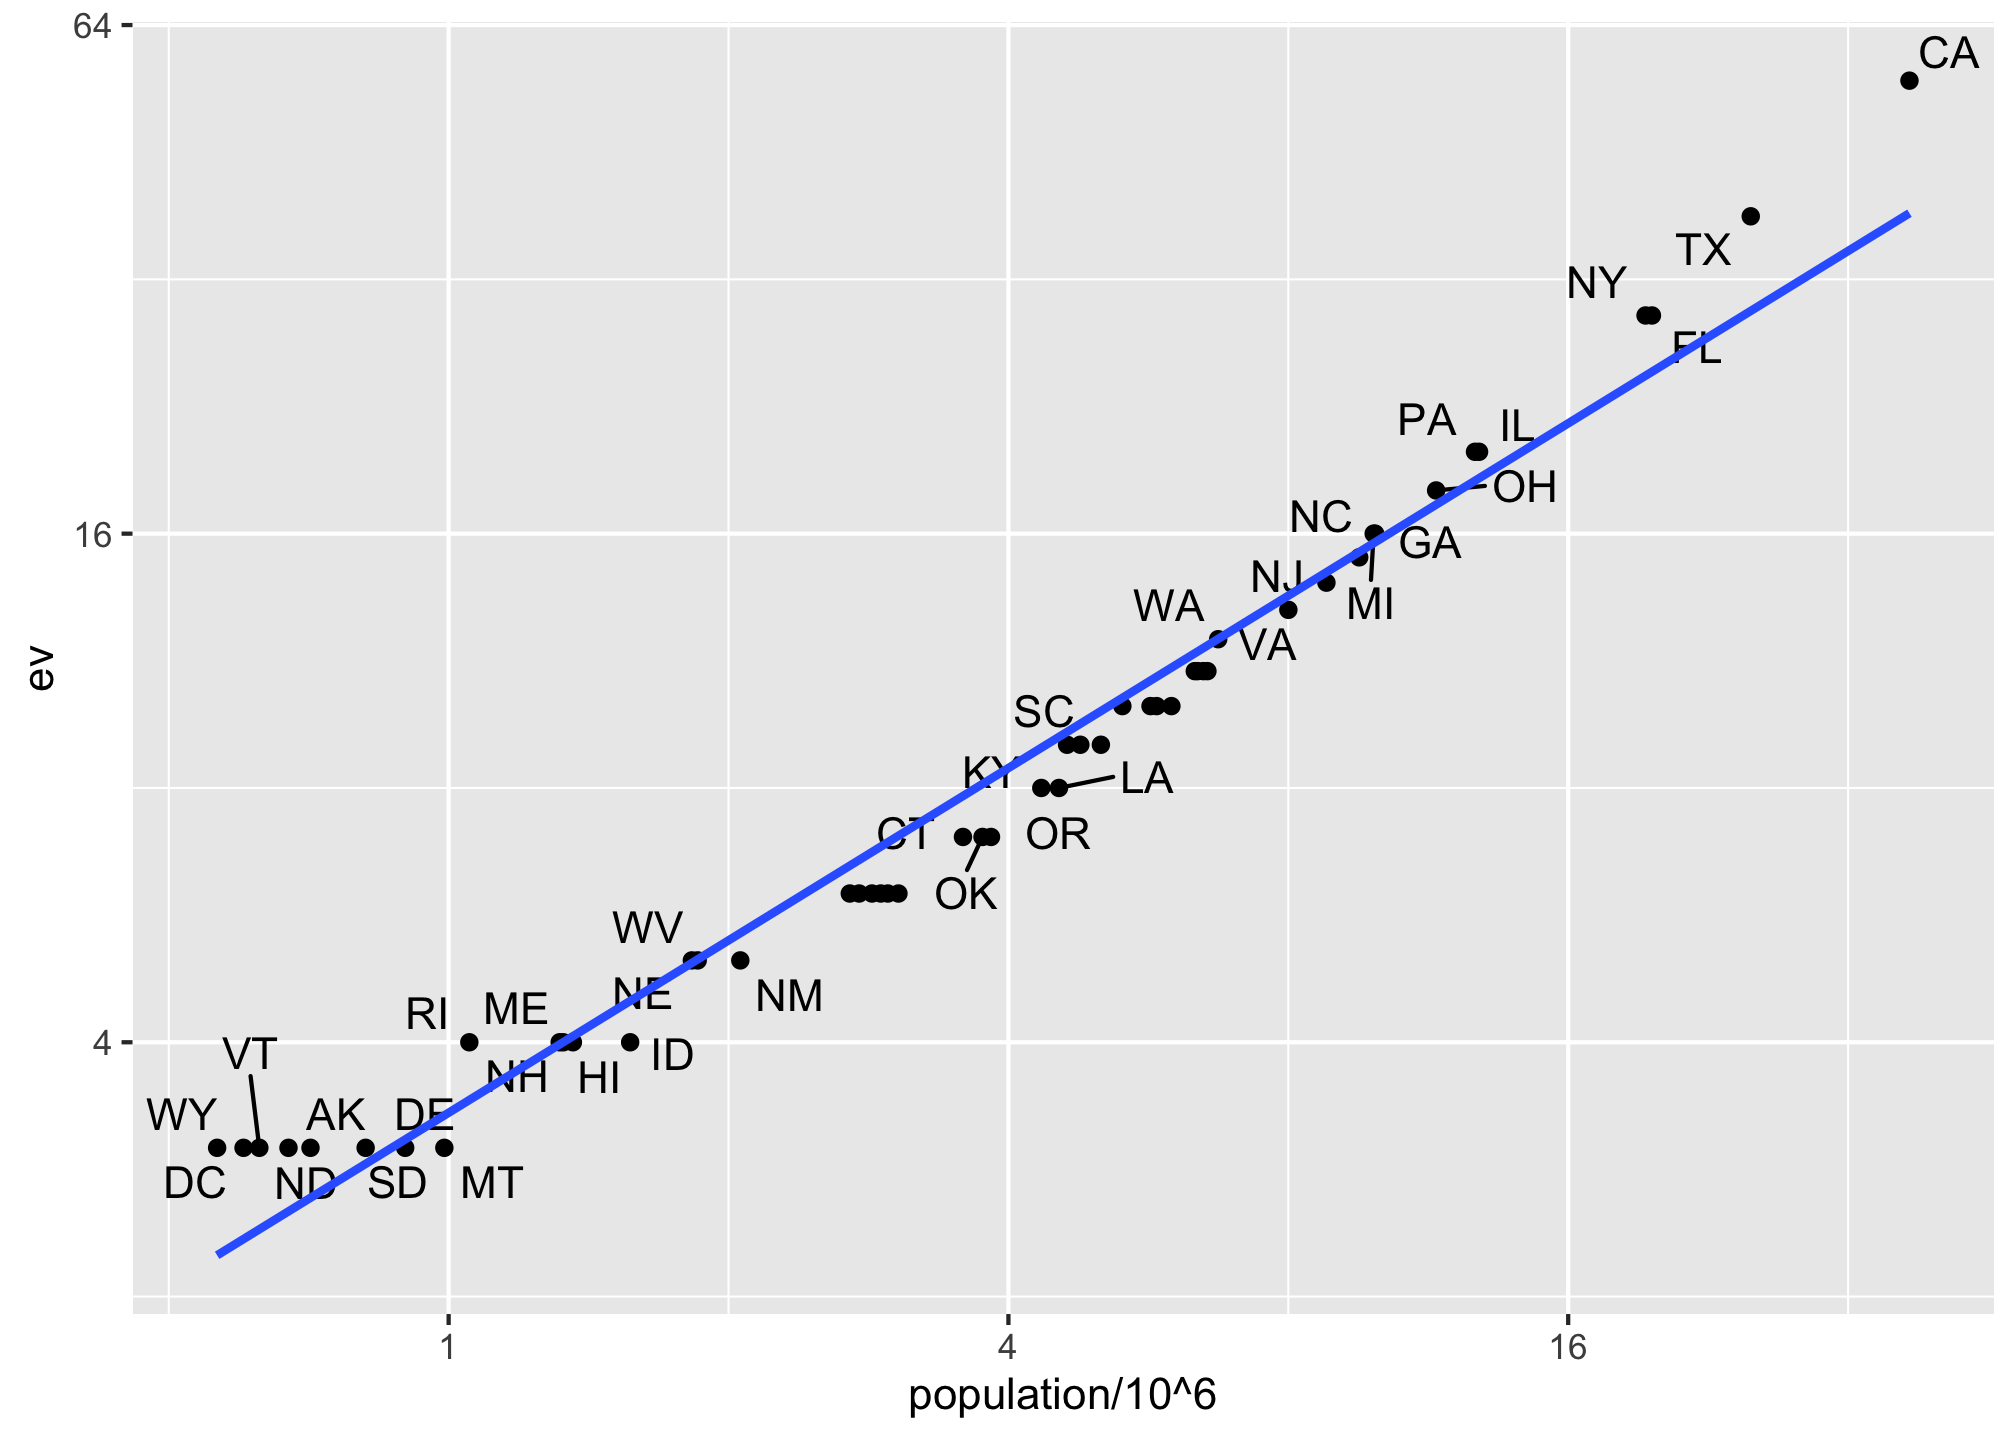 64
CA
TX
NY
FL
PA
IL
OH
16
NC
GA
NJ
MI
WA
VA
ev
SC
KY
LA
CT
OR
OK
WV
NE
NM
RI
ME
4
VT
NH
HI
ID
WY
AK
DE
DC
ND
SD
MT
1
4
16
population/10^6